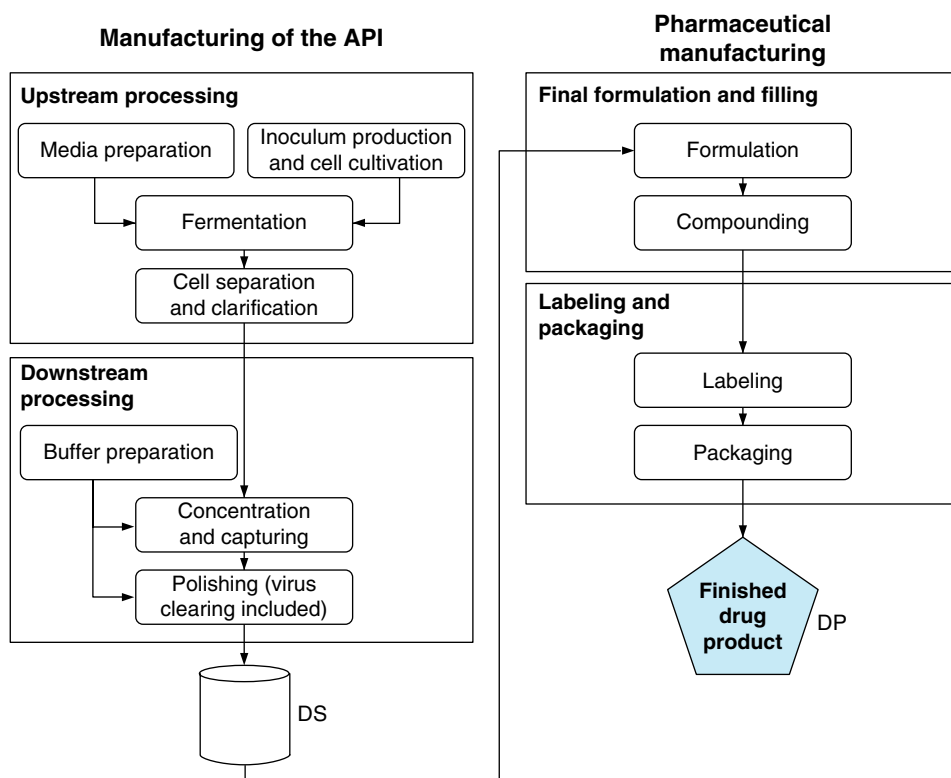 Manufacturing of the API
Upstream processing
Media preparation
Inoculum production
and cell cultivation
Fermentation
Cell separation
and clarification
Downstream
processing
Buffer preparation
Concentration
and capturing
Polishing (virus
clearing included)
DS
Pharmaceutical
manufacturing
Final formulation and filling
Formulation
Compounding
Labeling and
packaging
Labeling
Packaging
Finished
drug
product
DP